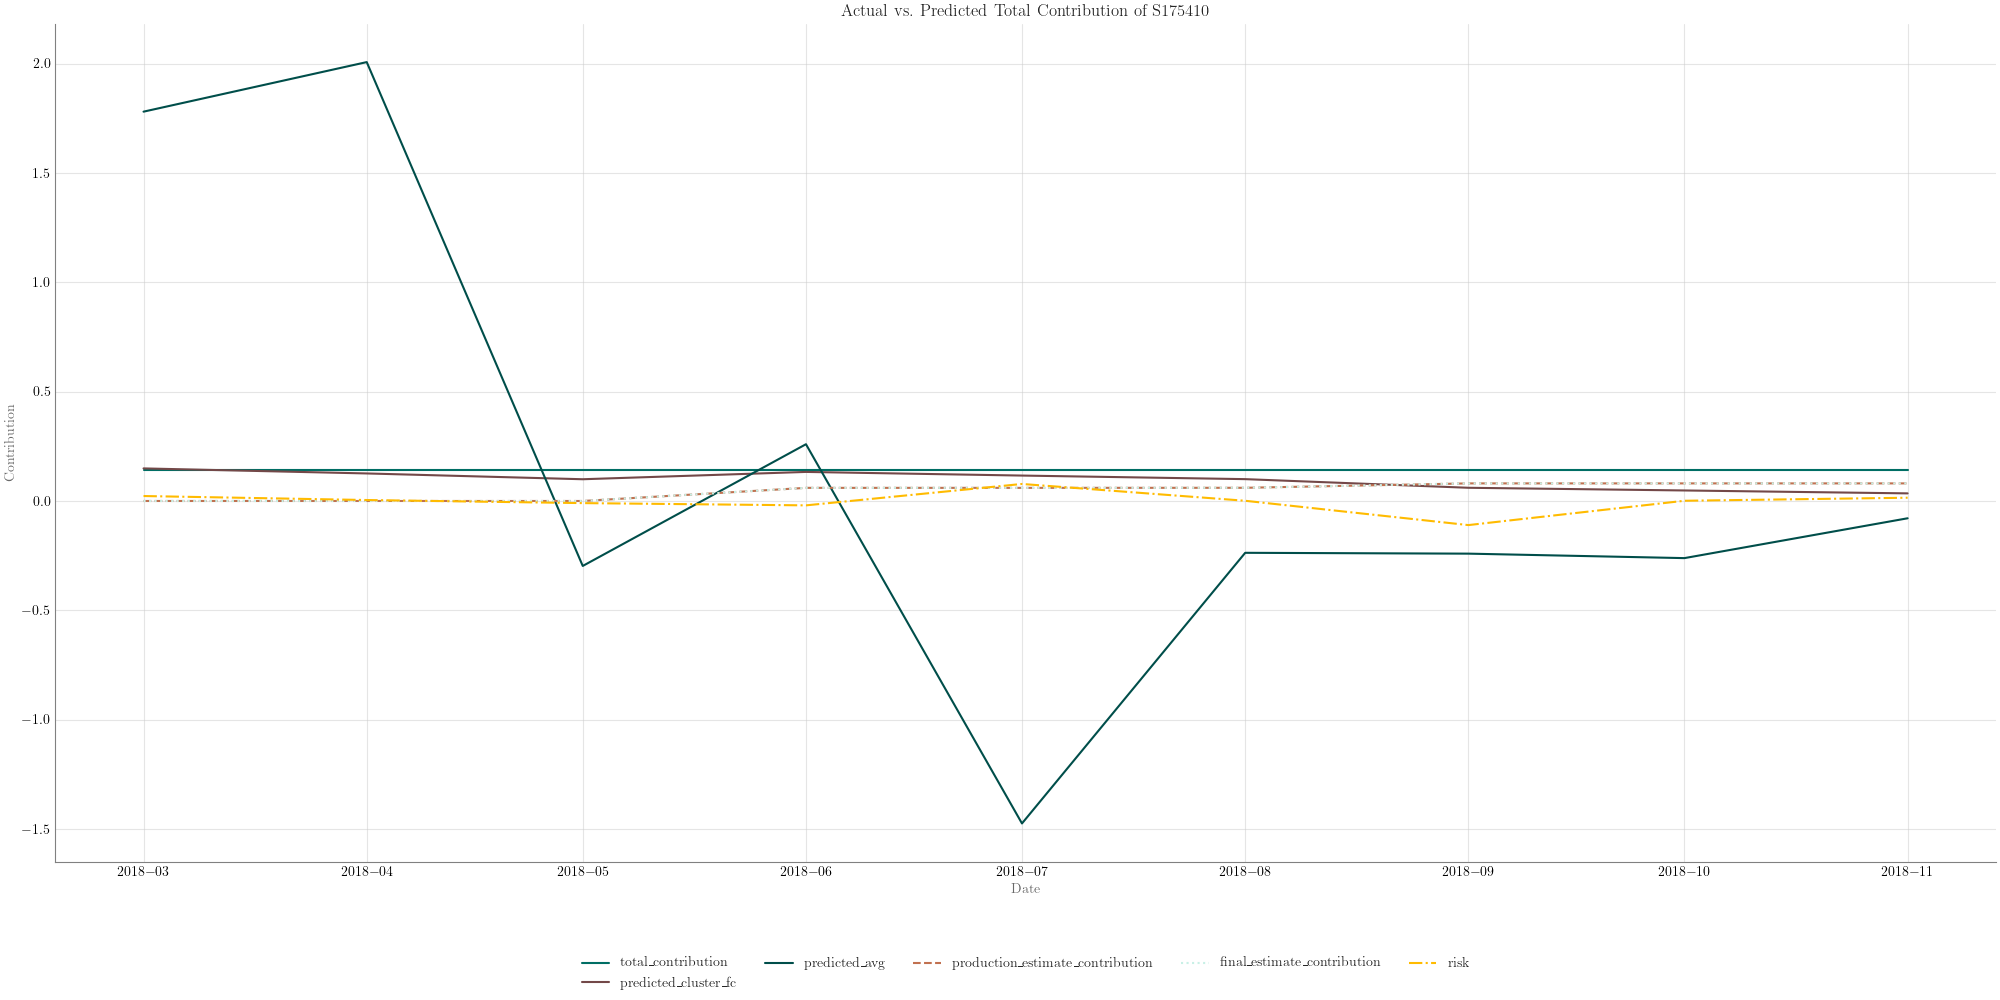 Actual vs. Predicted Total Contribution of S175410
Contribution
2.0
1.5
1.0
0.5
0.0
−0.5
−1.0
−1.5
2018−03 2018−04 2018−05 2018−06 2018−07 2018−08 2018−09 2018−10 2018−11
Date
total_contribution predicted_avg production_estimate_contribution final_estimate_contribution risk
predicted_cluster_fc